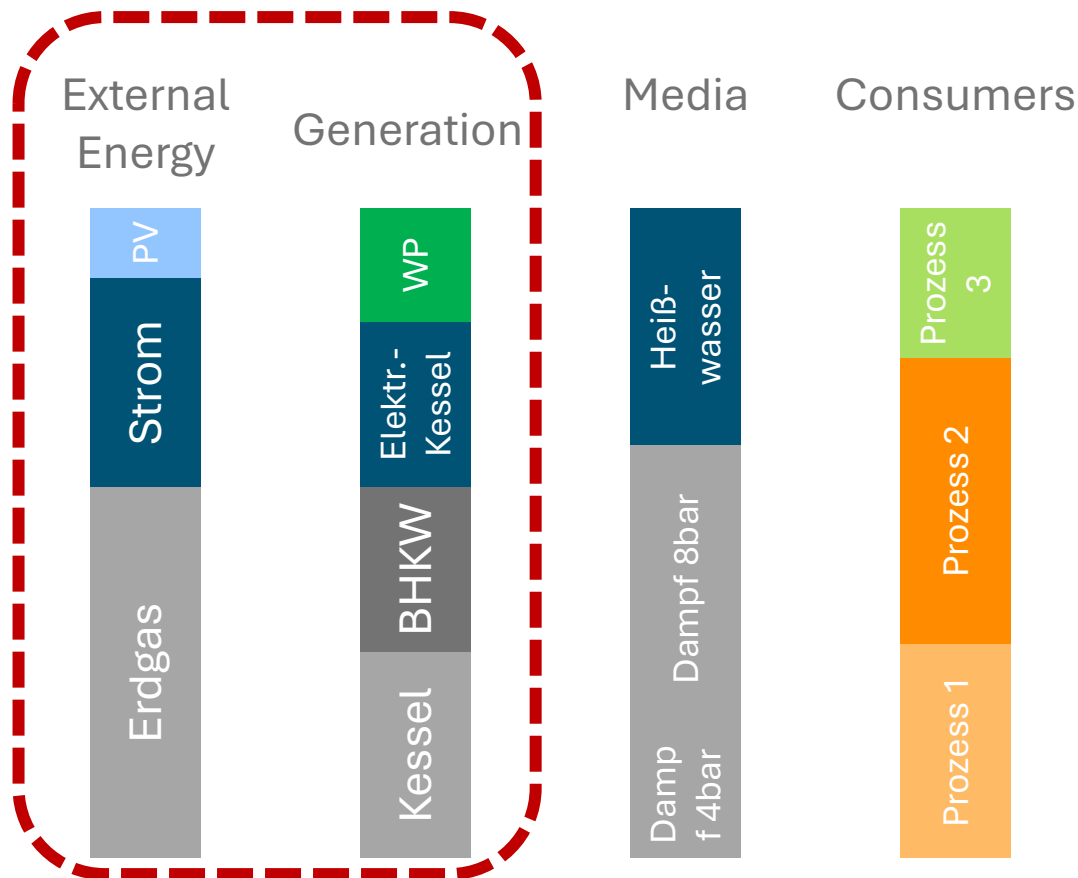 External
Energy
Generation
Media
Consumers
PV
Strom
Erdgas
WP
Elektr.-
Kessel
BHKW
Kessel
Heiß-
wasser
Dampf 8bar
Damp
f 4bar
Prozess
3
Prozess 2
Prozess 1